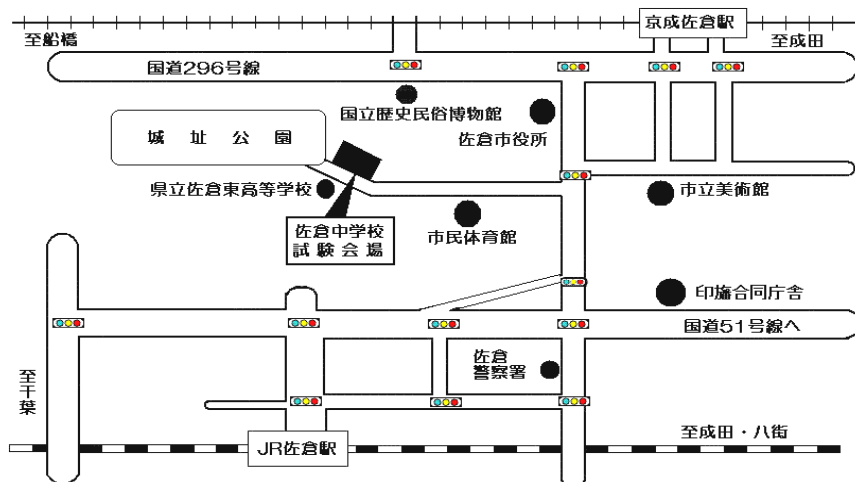 京成佐倉駅
至船橋
至成田
国道296号線
国立歴史民俗博物館
佐倉市役所
城址公園
県立佐倉東高等学校
市立美術館
佐倉中学校
試験会場
市民体育館
印旛合同庁舎
国道51号線へ
佐倉
警察署
至千葉
JR佐倉駅
至成田・八街